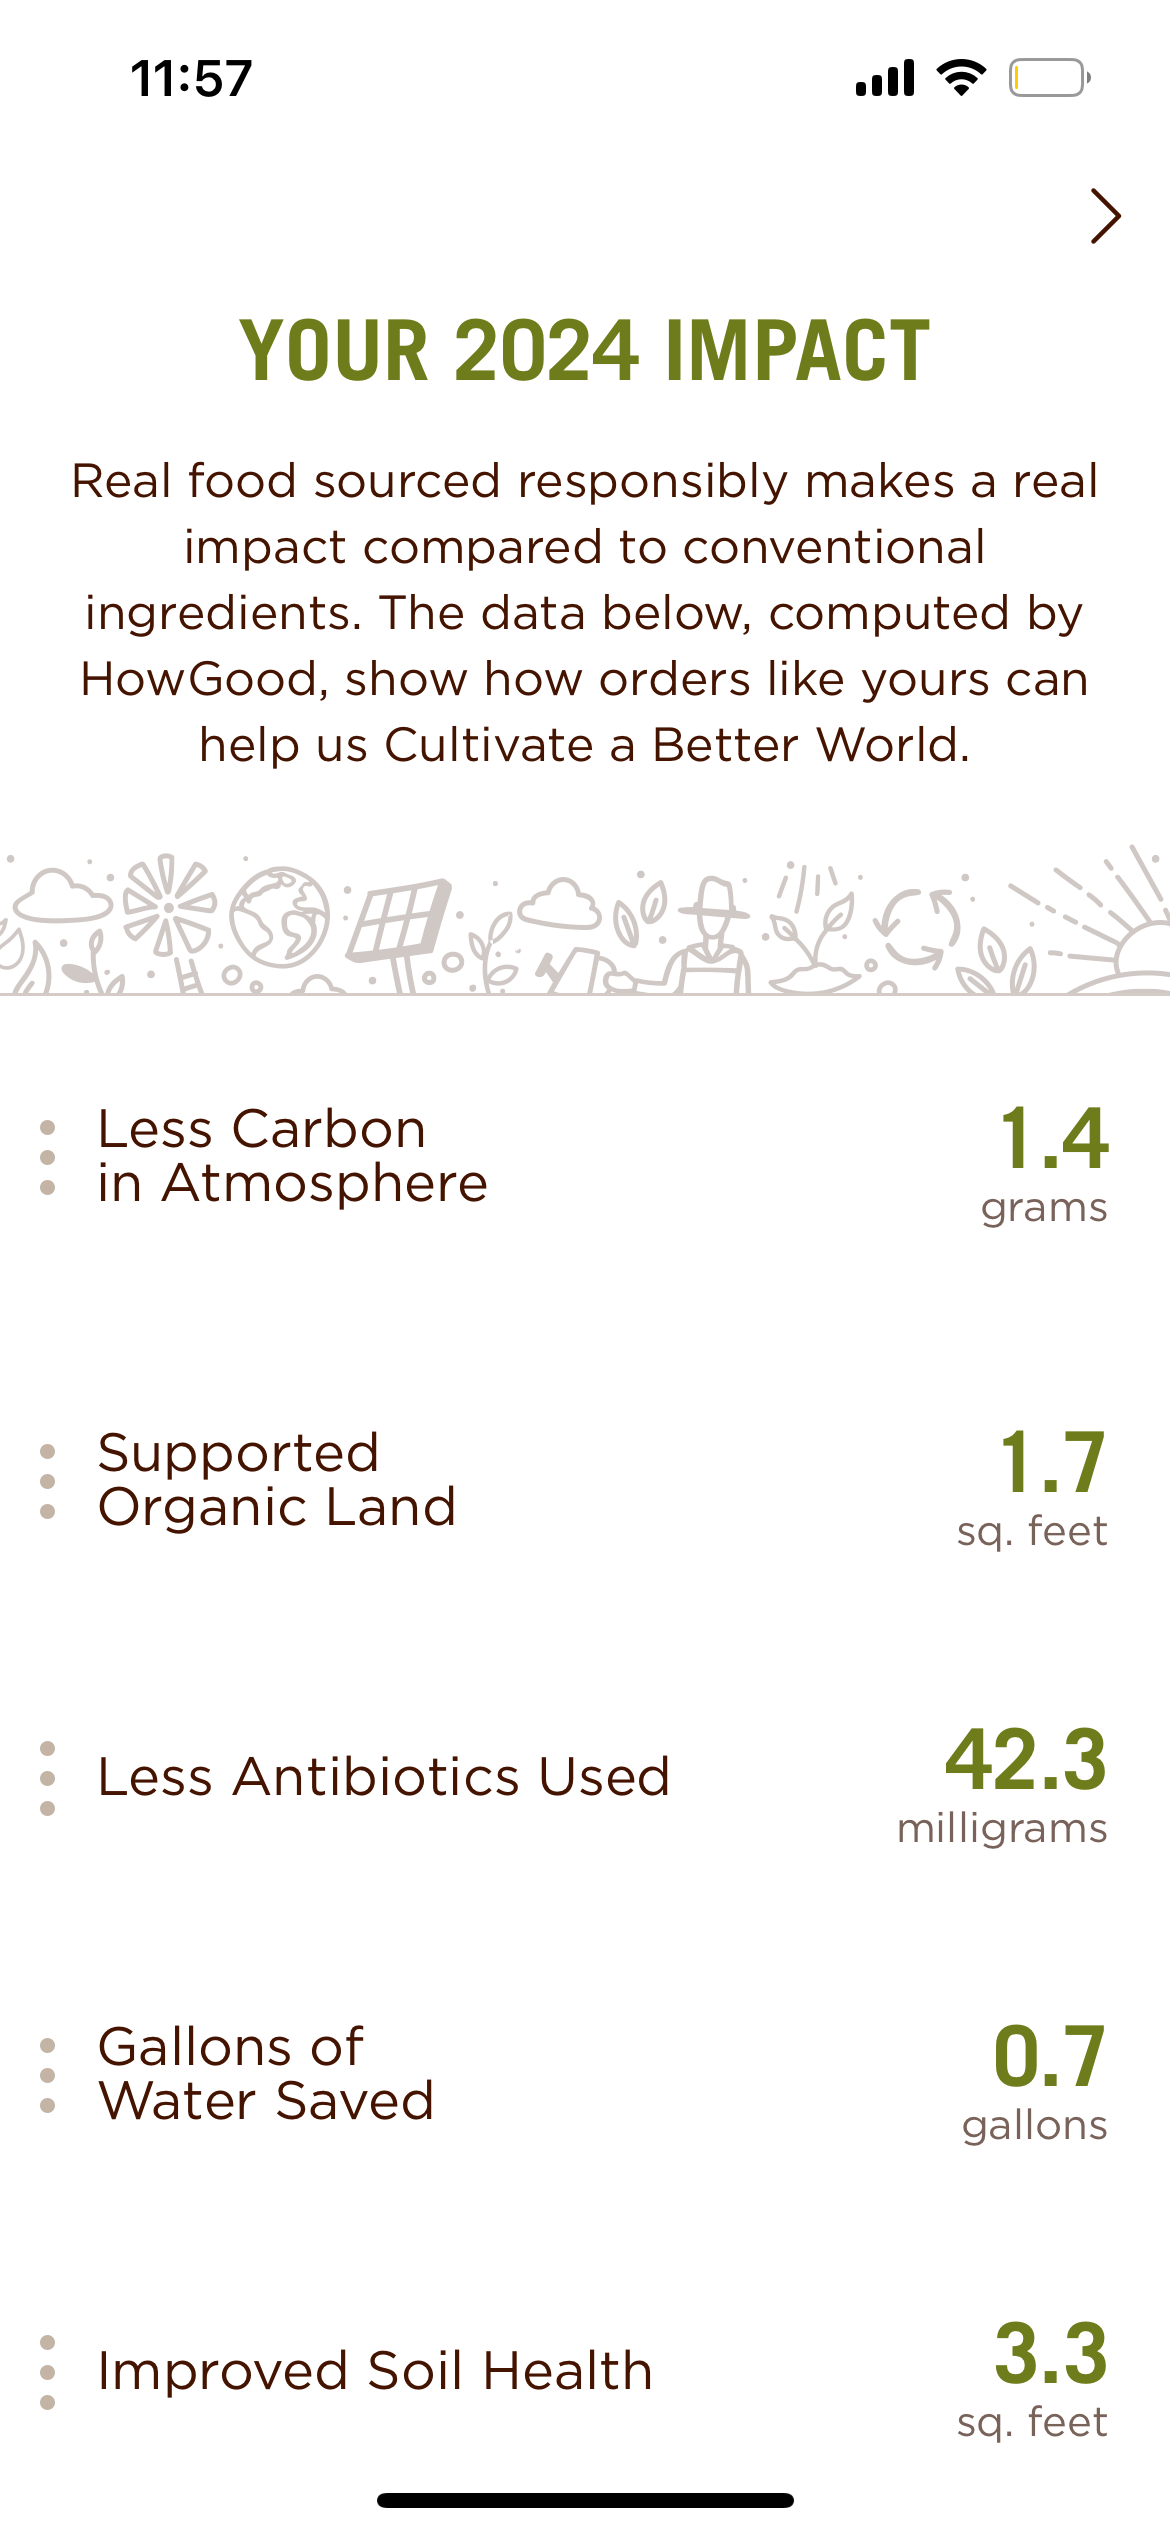 11:57
YOUR 2024 IMPACT
Real food sourced responsibly makes a real
impact compared to conventional
ingredients. The data below, computed by
HowGood, show how orders like yours can
help us Cultivate a Better World.
Less Carbon
in Atmosphere
1.4
grams
Supported
Organic Land
1.7
sq. feet
Less Antibiotics Used
42.3
milligrams
Gallons of
Water Saved
0.7
gallons
Improved Soil Health
3.3
sq. feet